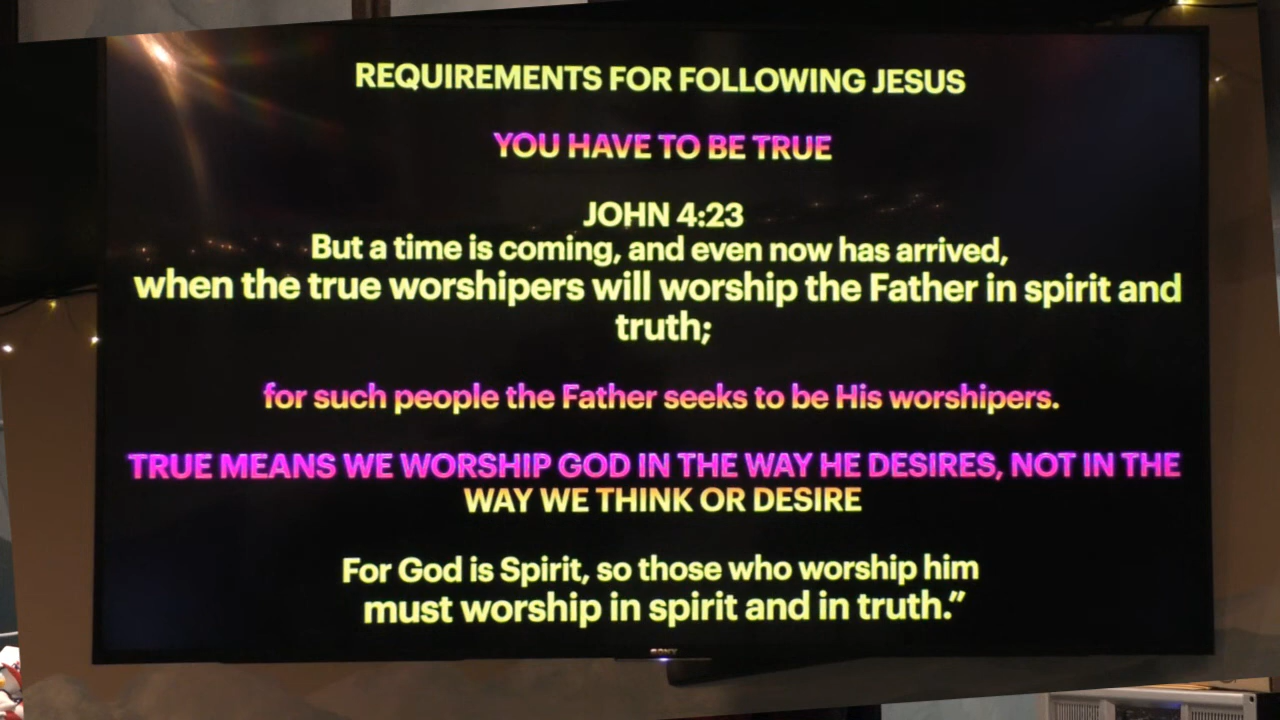 REQUIREMENTS FOR FOLLOWING JESUS
YOU HAVE TO BE TRUE
JOHN 4:23
But a time is coming, and even now has arrived,
when the true worshipers will worship the Father in spirit and
truth;
for such people the Father seeks to be His worshipers.
TRUE MEANS WE WORSHIP GOD IN THE WAY HE DESIRES, NOT IN THE
WAY WE THINK OR DESIRE
For God is Spirit, so those who worship him
must worship in spirit and in truth.”
SONY